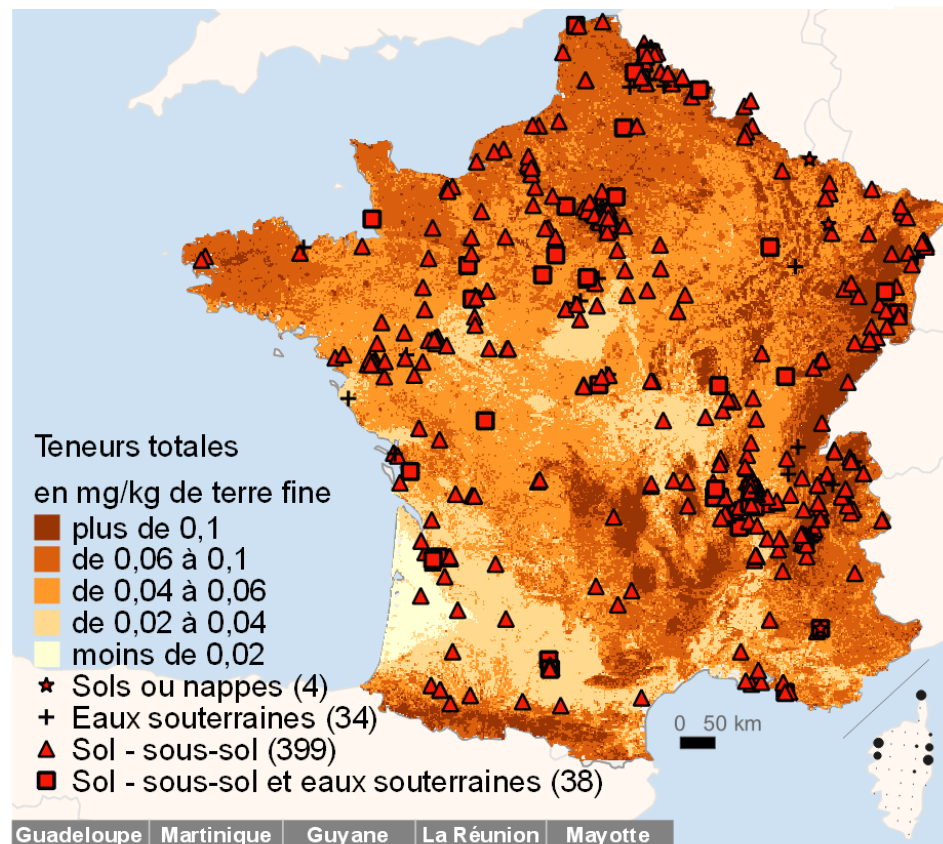 Teneurs totales
en mg/kg de terre fine
plus de 0,1
de 0,06 à 0,1
de 0,04 à 0,06
de 0,02 à 0,04
moins de 0,02
Sols ou nappes (4)
Eaux souterraines (34)
Sol - sous-sol (399)
Sol - sous-sol et eaux souterraines (38)
0 50 km
Guadeloupe Martinique Guyane La Réunion Mayotte